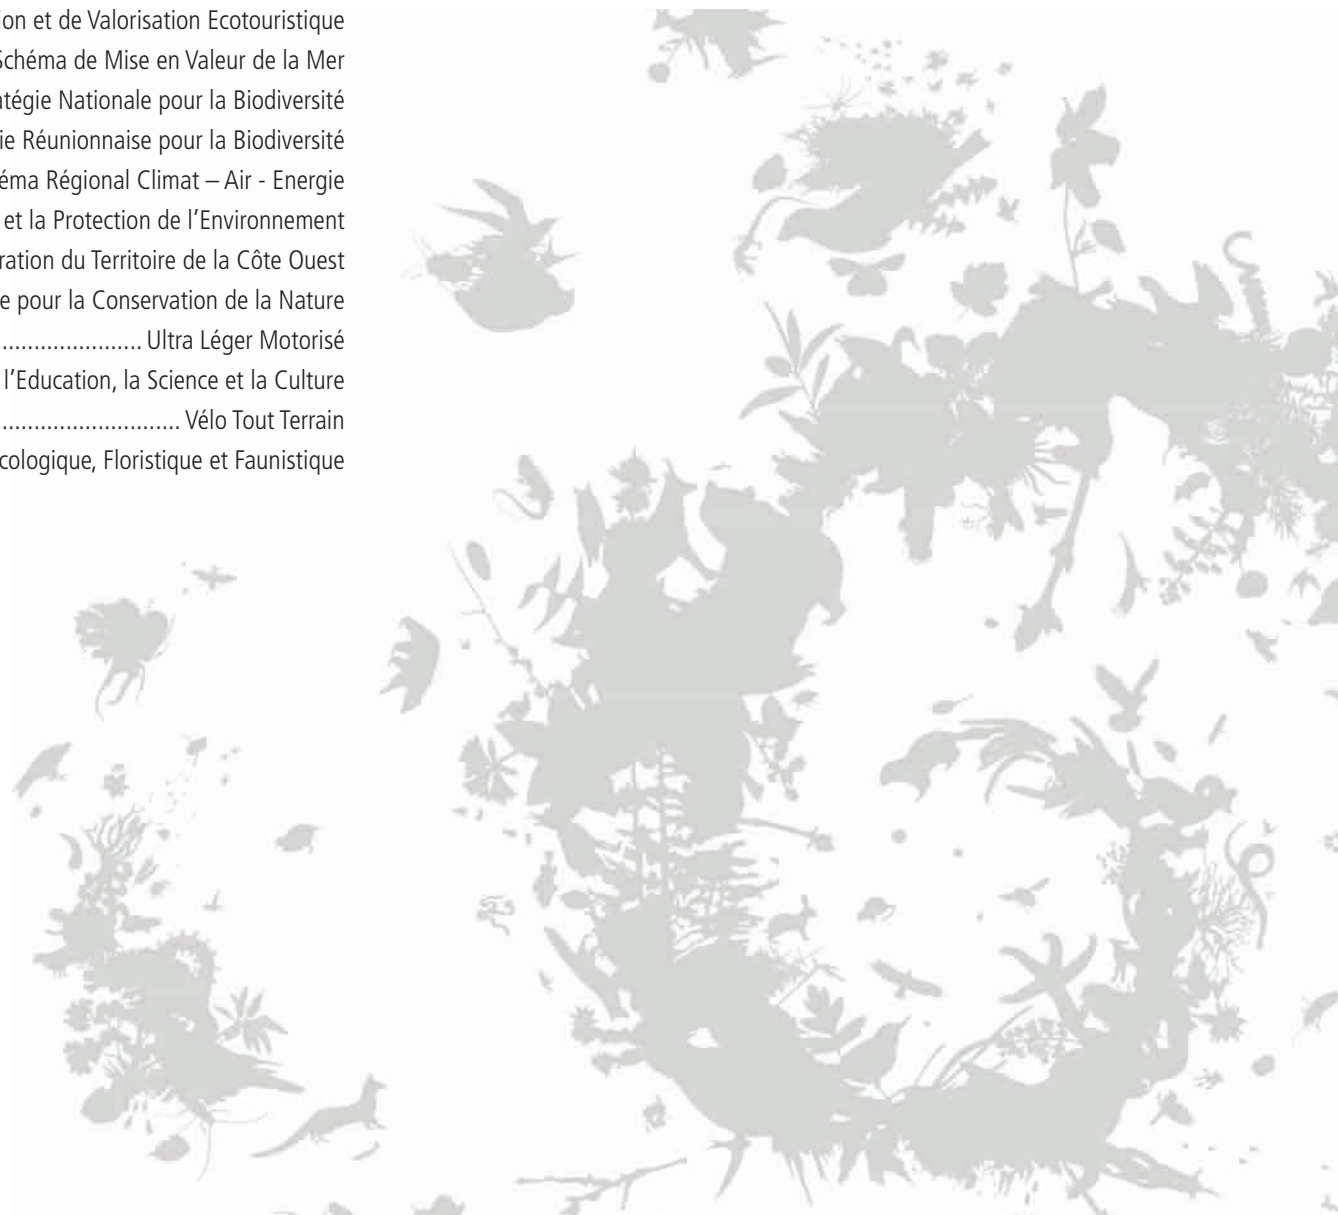 ion et de Valorisation Ecotouristique
Schéma de Mise en Valeur de la Mer
atégie Nationale pour la Biodiversité
ie Réunionnaise pour la Biodiversité
éma Régional Climat – Air - Energie
et la Protection de l’Environnement
ration du Territoire de la Côte Ouest
e pour la Conservation de la Nature
...................... Ultra Léger Motorisé
l’Education, la Science et la Culture
............................ Vélo Tout Terrain
cologique, Floristique et Faunistique